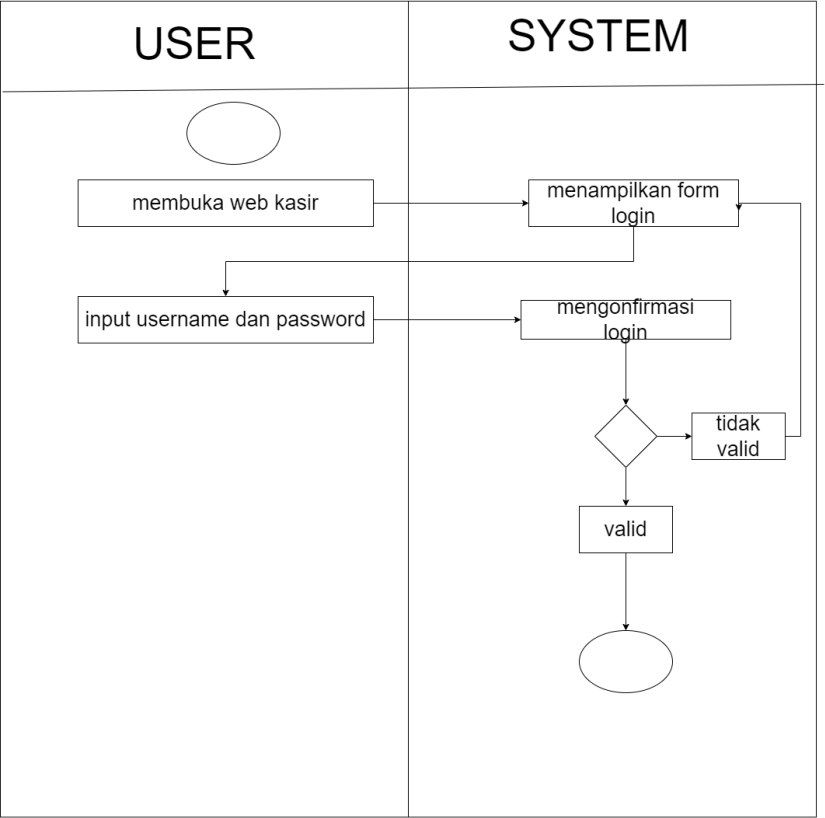 USER
SYSTEM
membuka web kasir
menampilkan form
login
input username dan password
mengonfirmasi
login
tidak
valid
valid